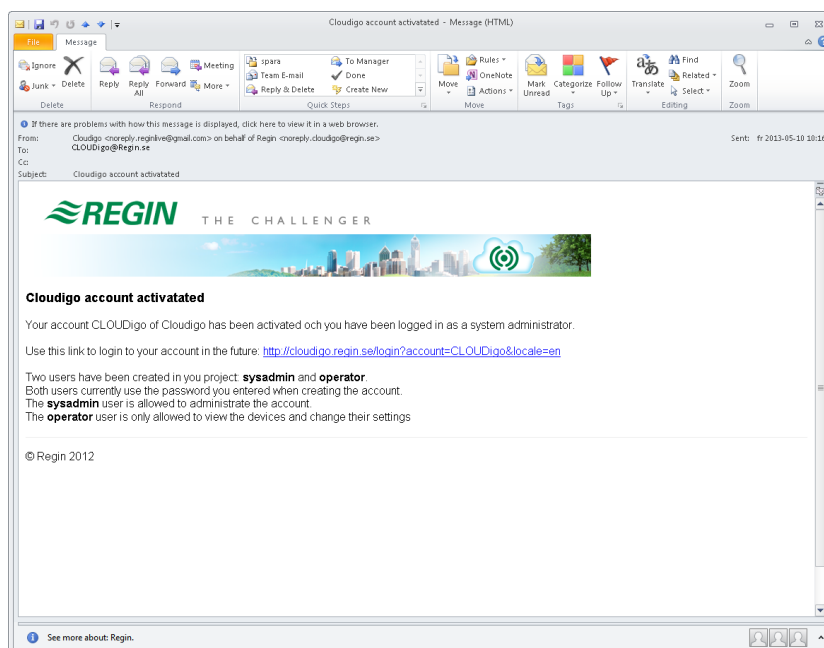 Cloudigo account activatated - Message (HTML)
File Message
Ignore
Junk
Delete
Delete
Reply
Reply All
Forward
Meeting
More
Respond
spara
Team E-mail
Reply & Delete
To Manager
Done
Create New
Quick Steps
Move
Rules
OneNote
Actions
Move
Mark Unread
Categorize
Follow Up
Tags
Translate
Find
Related
Select
Editing
Zoom
Zoom
If there are problems with how this message is displayed, click here to view it in a web browser.
From: Cloudigo <noreply.reginlive@gmail.com> on behalf of Regin <noreply.cloudigo@regin.se>
Sent: fr 2013-05-10 10:16
To: CLOUDigo@Regin.se
Cc:
Subject: Cloudigo account activatated
REGIN THE CHALLENGER
Cloudigo account activatated
Your account CLOUDigo of Cloudigo has been activated och you have been logged in as a system administrator.
Use this link to login to your account in the future: http://cloudigo.regin.se/login?account=CLOUDigo&locale=en
Two users have been created in you project: sysadmin and operator.
Both users currently use the password you entered when creating the account.
The sysadmin user is allowed to administrate the account.
The operator user is only allowed to view the devices and change their settings
© Regin 2012
See more about: Regin.